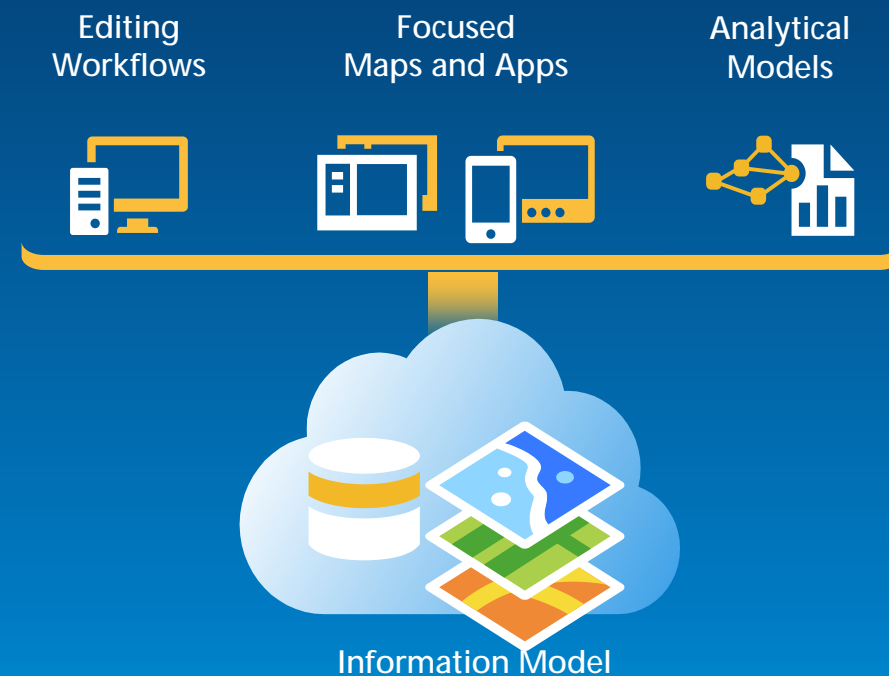 Editing
Workflows
Focused
Maps and Apps
Analytical
Models
Information Model